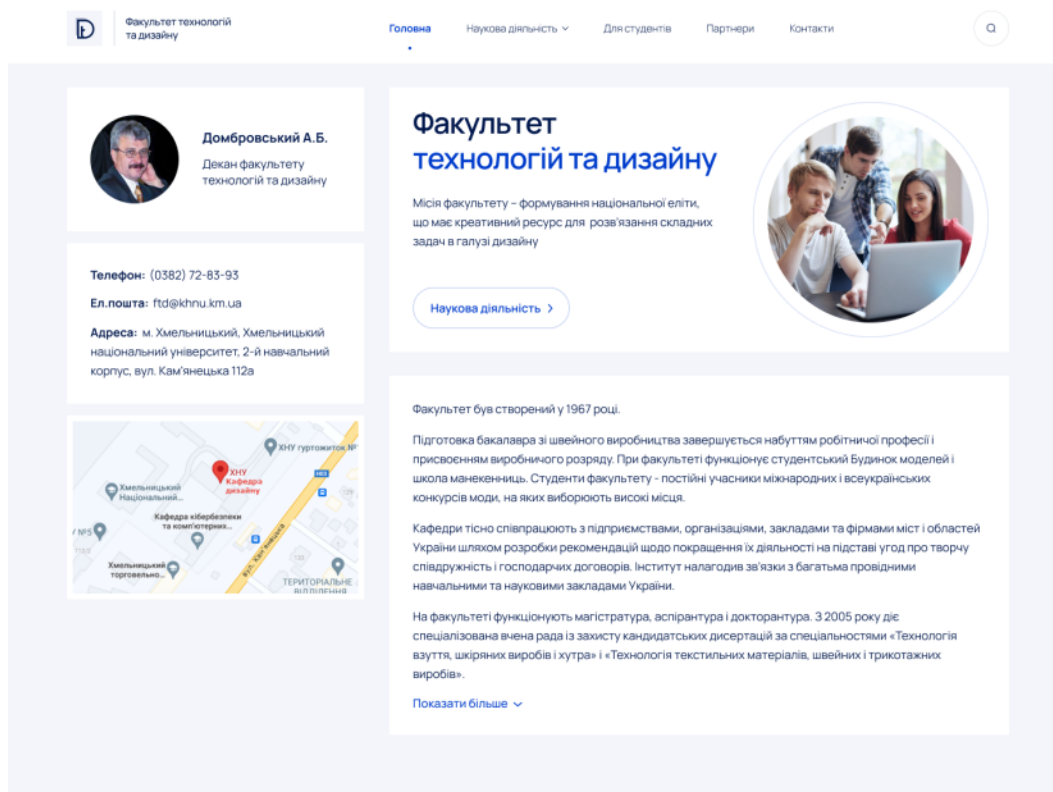 Факультет технологій
та дизайну
Головна
Наукова діяльність
Для студентів
Партнери
Контакти
Домбровський А.Б.
Декан факультету
технологій та дизайну
Телефон: (0382) 72-83-93
Ел.пошта: ftd@khnu.km.ua
Адреса: м. Хмельницький, Хмельницький
національний університет, 2-й навчальний
корпус, вул. Кам'янецька 112а
ХНУ гуртожиток №
ХНУ
Кафедра
дизайну
Хмельницький
Національний...
Кафедра кібербезпеки
та комп'ютерних...
№5
Хмельницький
торговельно...
вул. Кам'янецька
ТЕРИТОРІАЛЬНЕ
ВІДДІЛЕННЯ
Факультет
технологій та дизайну
Місія факультету – формування національної еліти,
що має креативний ресурс для розв'язання складних
задач в галузі дизайну
Наукова діяльність
Факультет був створений у 1967 році.
Підготовка бакалавра зі швейного виробництва завершується набуттям робітничої професії і
присвоєнням виробничого розряду. При факультеті функціонує студентський Будинок моделей і
школа манекенниць. Студенти факультету - постійні учасники міжнародних і всеукраїнських
конкурсів моди, на яких виборюють високі місця.
Кафедри тісно співпрацюють з підприємствами, організаціями, закладами та фірмами міст і областей
України шляхом розробки рекомендацій щодо покращення їх діяльності на підставі угод про творчу
співдружність і господарчих договорів. Інститут налагодив зв'язки з багатьма провідними
навчальними та науковими закладами України.
На факультеті функціонують магістратура, аспірантура і докторантура. З 2005 року діє
спеціалізована вчена рада із захисту кандидатських дисертацій за спеціальностями «Технологія
взуття, шкіряних виробів і хутра» і «Технологія текстильних матеріалів, швейних і трикотажних
виробів».
Показати більше